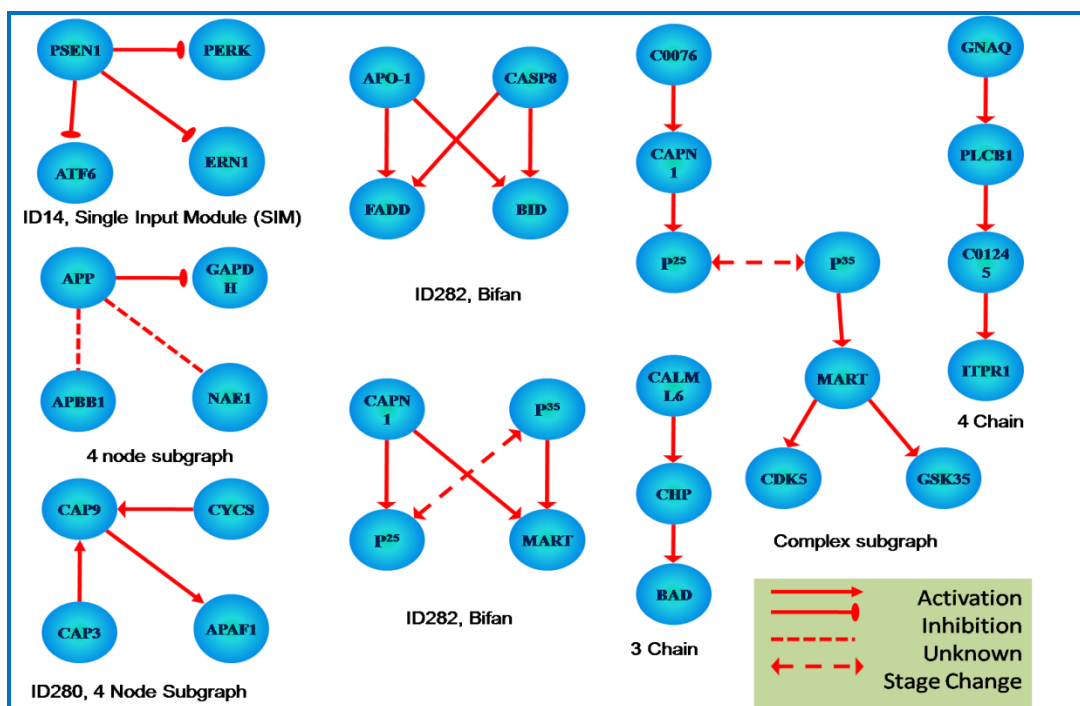 PSEN1
PERK
ATF6
ERN1
ID14, Single Input Module (SIM)
APP
GAPD
H
APBB1
NAE1
4 node subgraph
CAP9
CYCS
CAP3
APAF1
ID280, 4 Node Subgraph
APO-1
CASP8
FADD
BID
ID282, Bifan
CAPN
1
P35
P25
MART
ID282, Bifan
C0076
CAPN
1
P25
P35
MART
CDK5
GSK35
Complex subgraph
CALM
L6
CHP
BAD
3 Chain
GNAQ
PLCB1
C0124
5
ITPR1
4 Chain
Activation
Inhibition
Unknown
Stage Change